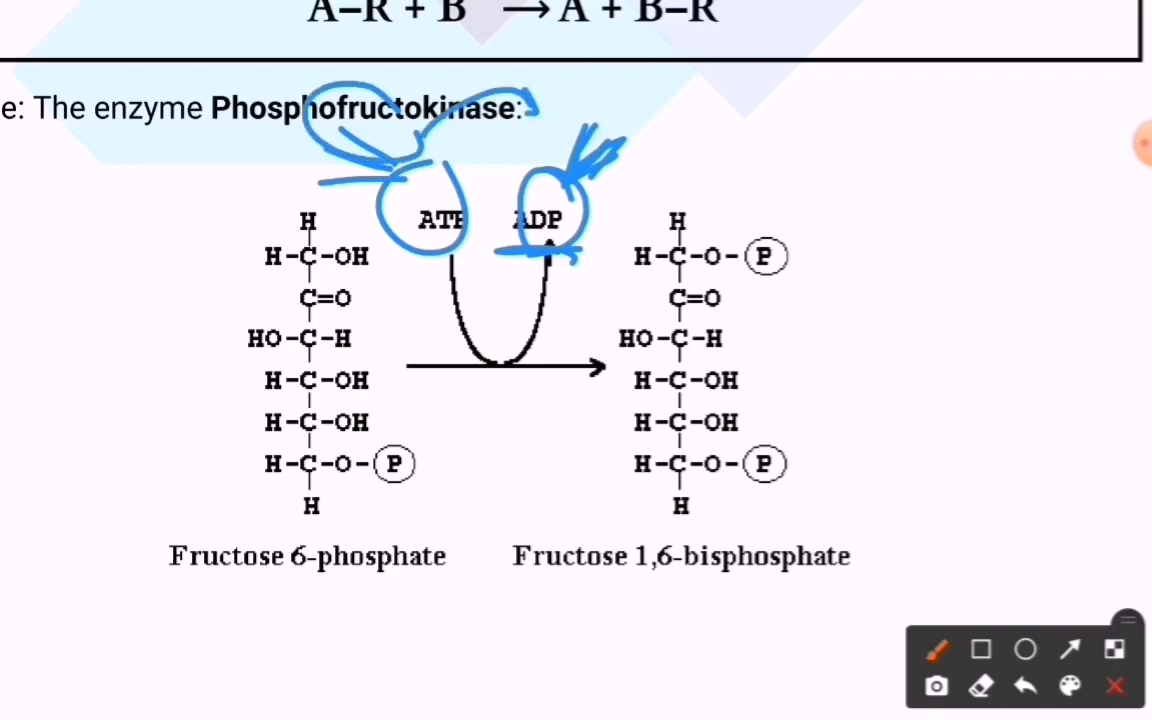 A–R + B → A + B–R
e: The enzyme Phosphofructokinase:
ATP ADP
H H
H-C-OH H-C-O-P
C=O C=O
HO-C-H HO-C-H
H-C-OH H-C-OH
H-C-OH H-C-OH
H-C-O-P H-C-O-P
H H
Fructose 6-phosphate Fructose 1,6-bisphosphate